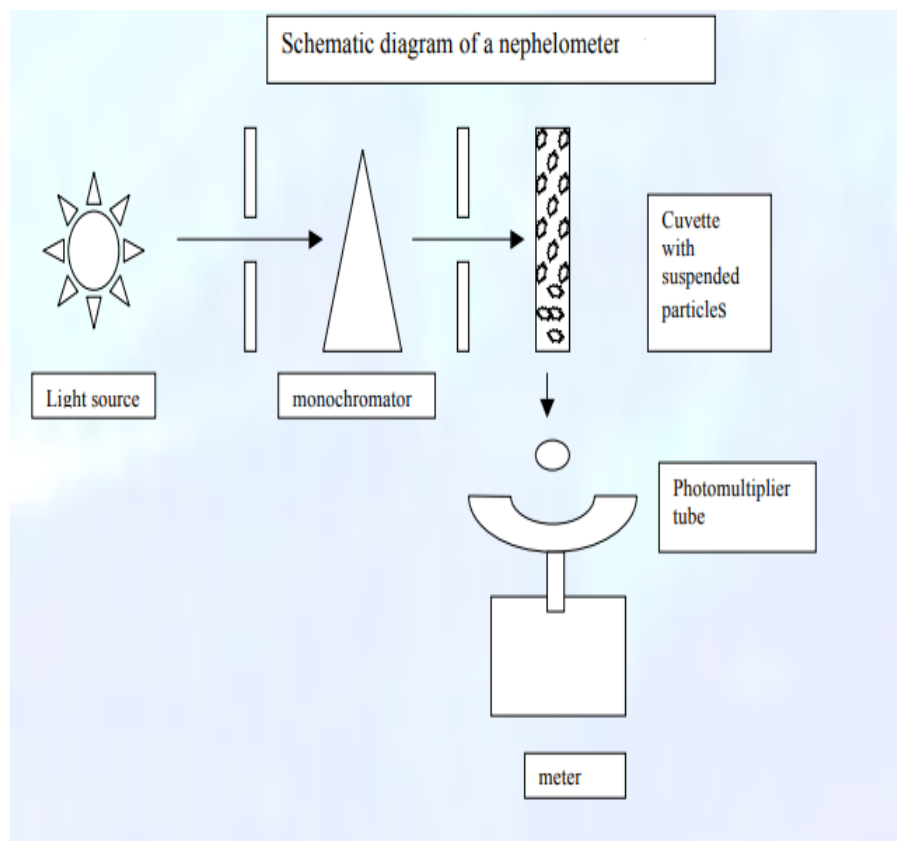 Schematic diagram of a nephelometer
Cuvette
with
suspended
particles
Light source
monochromator
Photomultiplier
tube
meter